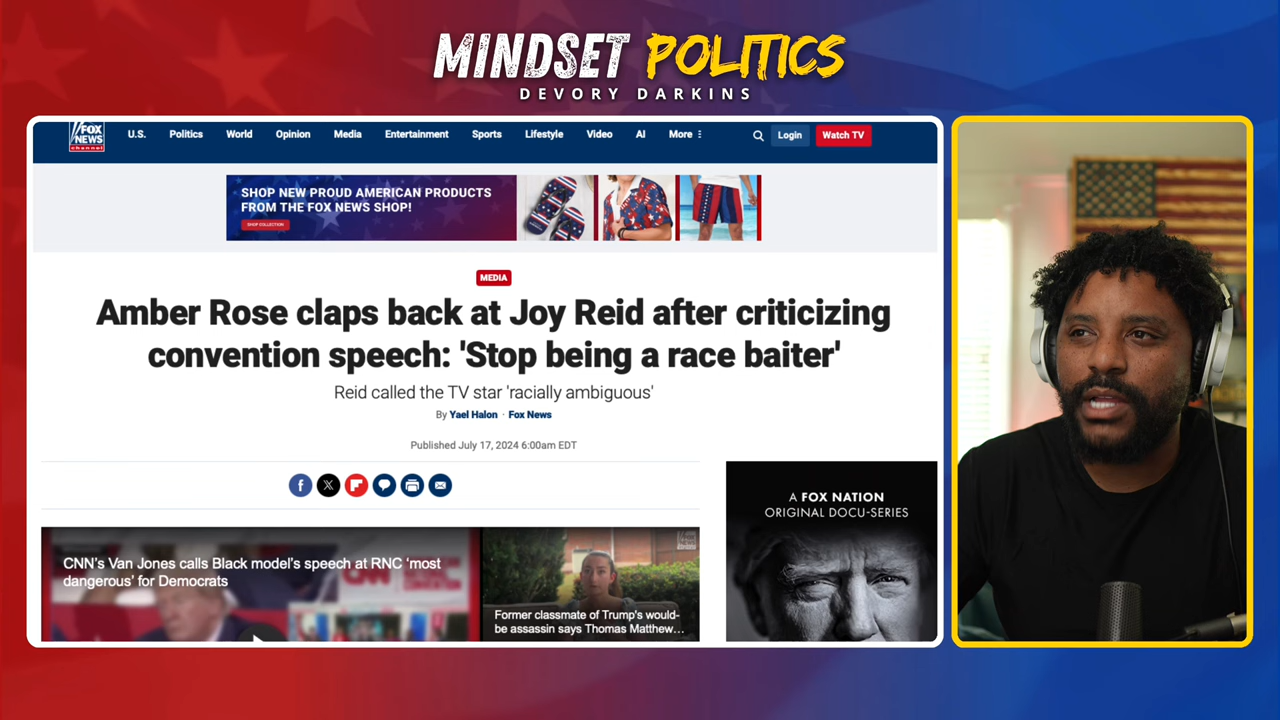 MINDSET POLITICS
DEVORY DARKINS
FOX
NEWS
channel
U.S. Politics World Opinion Media Entertainment Sports Lifestyle Video AI More Login Watch TV
SHOP NEW PROUD AMERICAN PRODUCTS
FROM THE FOX NEWS SHOP!
SHOP COLLECTION
MEDIA
Amber Rose claps back at Joy Reid after criticizing
convention speech: 'Stop being a race baiter'
Reid called the TV star 'racially ambiguous'
By Yael Halon · Fox News
Published July 17, 2024 6:00am EDT
CNN's Van Jones calls Black model's speech at RNC 'most
dangerous' for Democrats
Former classmate of Trump's would-
be assassin says Thomas Matthew…
A FOX NATION
ORIGINAL DOCU-SERIES